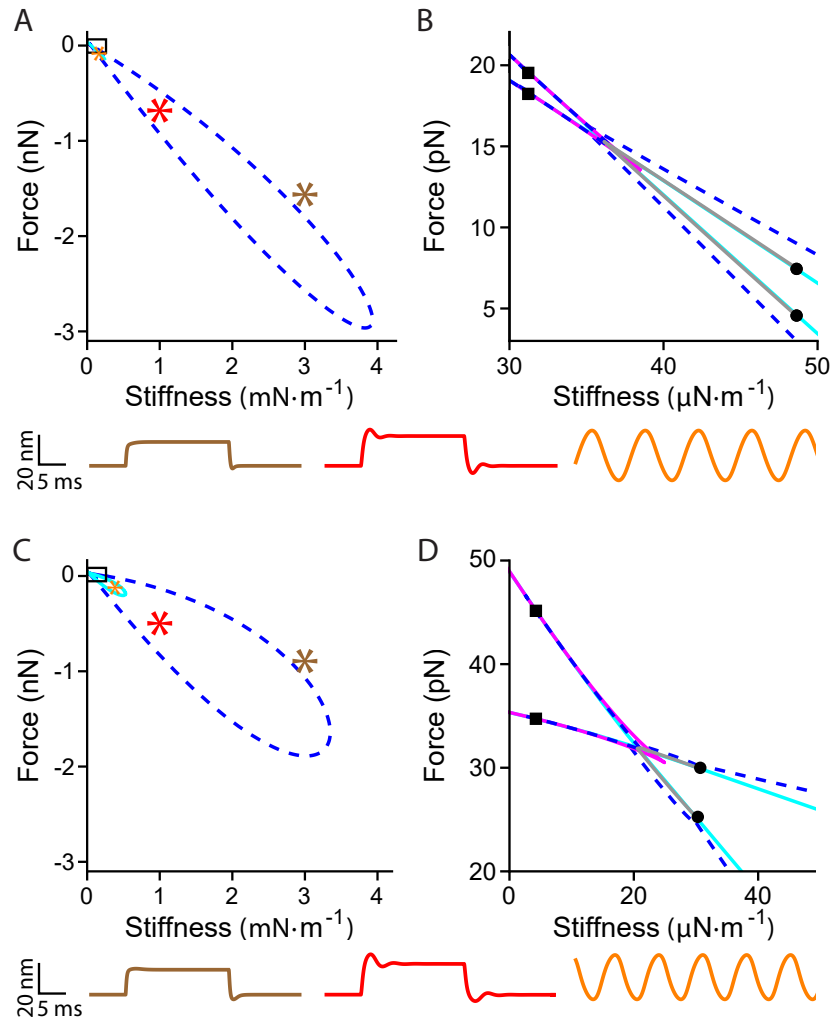 A
B
0
-1
-2
-3
Force (nN)
0
1
2
3
4
Stiffness (mN·m⁻¹)
20
15
10
5
Force (pN)
30
40
50
Stiffness (µN·m⁻¹)
20 nm
5 ms
C
D
0
-1
-2
-3
Force (nN)
0
1
2
3
4
Stiffness (mN·m⁻¹)
50
40
30
20
Force (pN)
0
20
40
Stiffness (µN·m⁻¹)
20 nm
5 ms